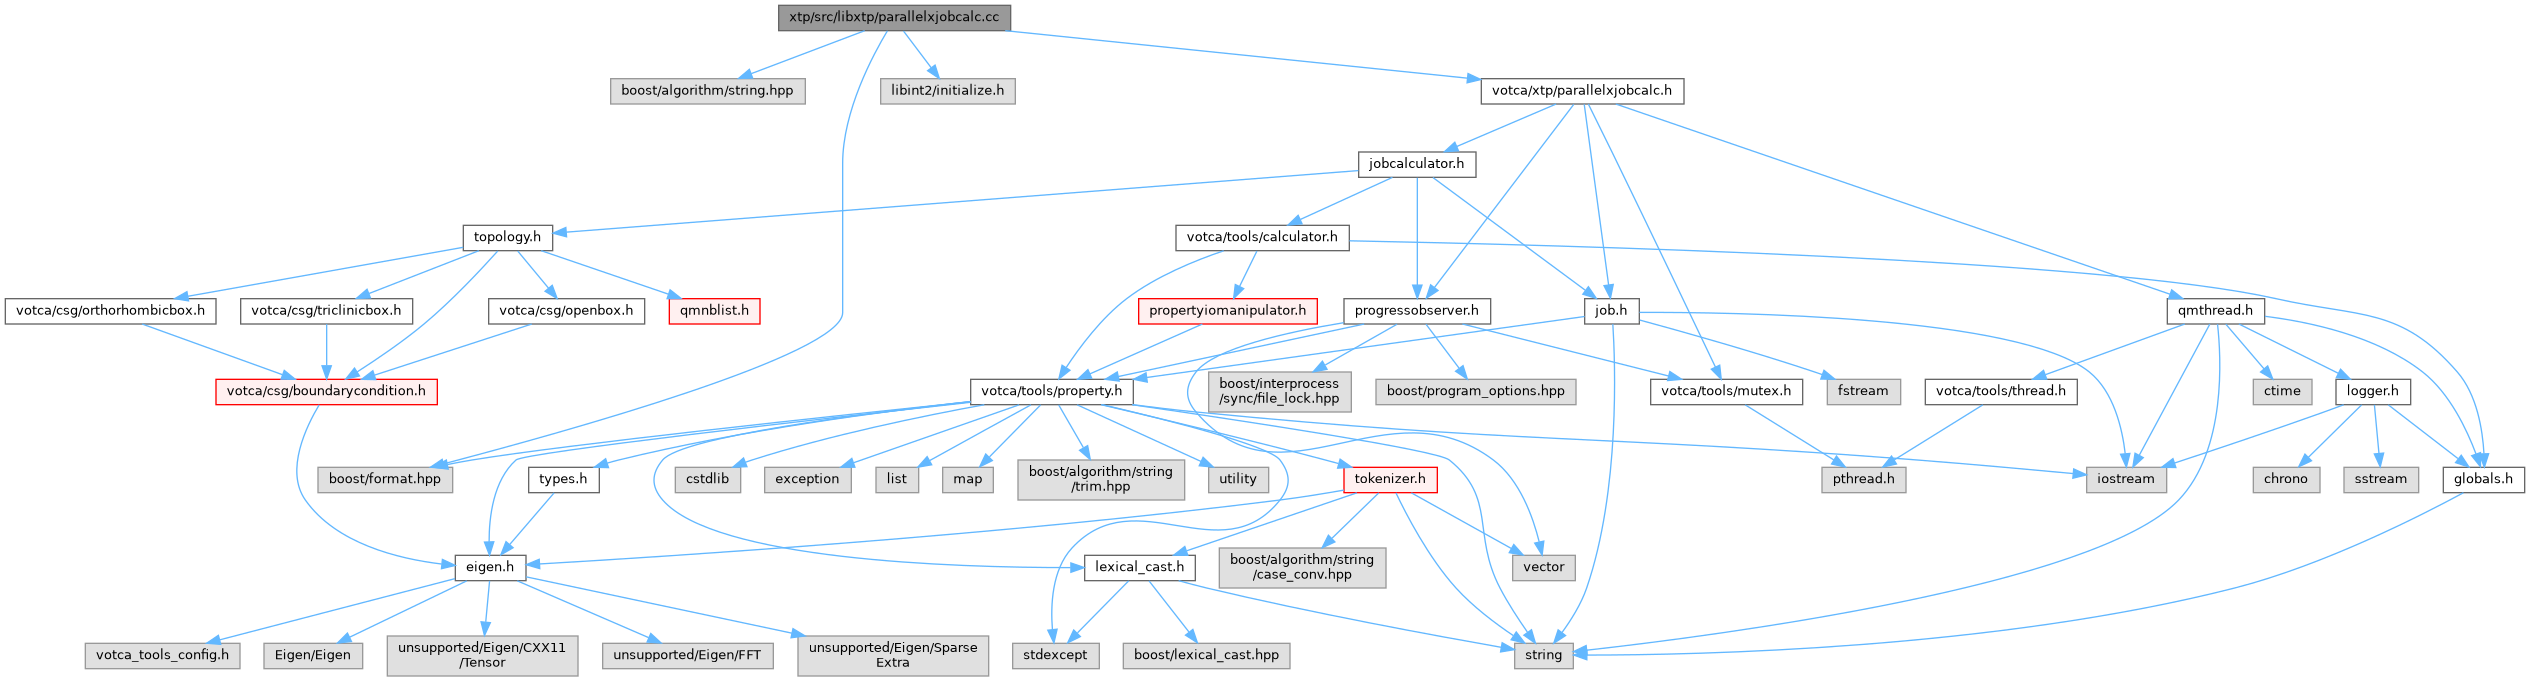 xtp/src/libxtp/parallelxjobcalc.cc
boost/algorithm/string.hpp
libint2/initialize.h
votca/xtp/parallelxjobcalc.h
jobcalculator.h
topology.h
votca/tools/calculator.h
votca/csg/orthorhombicbox.h
votca/csg/triclinicbox.h
votca/csg/openbox.h
qmnblist.h
propertyiomanipulator.h
progressobserver.h
job.h
qmthread.h
votca/csg/boundarycondition.h
votca/tools/property.h
boost/interprocess
/sync/file_lock.hpp
boost/program_options.hpp
votca/tools/mutex.h
fstream
votca/tools/thread.h
ctime
logger.h
boost/format.hpp
types.h
cstdlib
exception
list
map
boost/algorithm/string
/trim.hpp
utility
tokenizer.h
pthread.h
iostream
chrono
sstream
globals.h
eigen.h
lexical_cast.h
boost/algorithm/string
/case_conv.hpp
vector
votca_tools_config.h
Eigen/Eigen
unsupported/Eigen/CXX11
/Tensor
unsupported/Eigen/FFT
unsupported/Eigen/Sparse
Extra
stdexcept
boost/lexical_cast.hpp
string